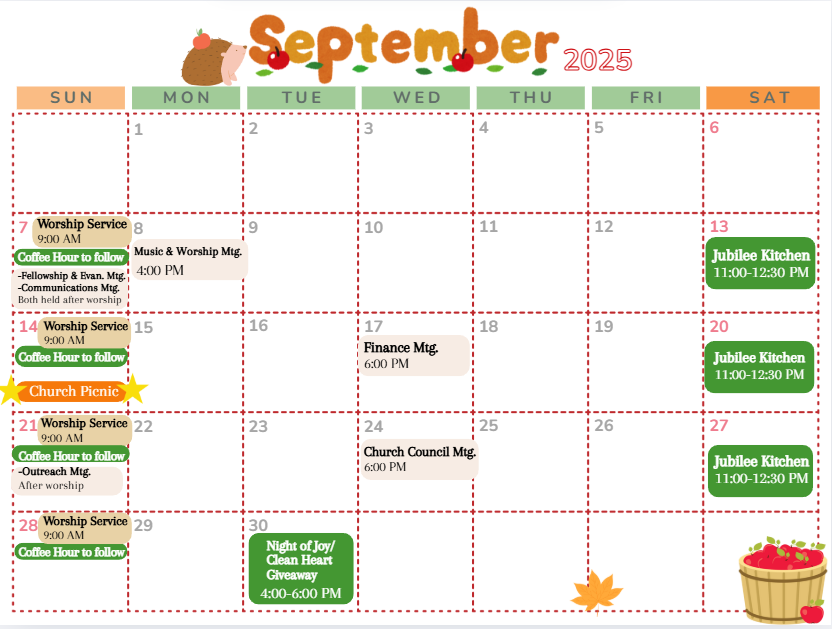 September 2025
SUN MON TUE WED THU FRI SAT
1 2 3 4 5 6
7 Worship Service
9:00 AM
Coffee Hour to follow
-Fellowship & Evan. Mtg.
-Communications Mtg.
Both held after worship
8
Music & Worship Mtg.
4:00 PM
9 10 11 12 13
Jubilee Kitchen
11:00-12:30 PM
14 Worship Service
9:00 AM
Coffee Hour to follow
Church Picnic
15 16 17
Finance Mtg.
6:00 PM
18 19 20
Jubilee Kitchen
11:00-12:30 PM
21 Worship Service
9:00 AM
Coffee Hour to follow
-Outreach Mtg.
After worship
22 23 24
Church Council Mtg.
6:00 PM
25 26 27
Jubilee Kitchen
11:00-12:30 PM
28 Worship Service
9:00 AM
Coffee Hour to follow
29 30
Night of Joy/
Clean Heart
Giveaway
4:00-6:00 PM